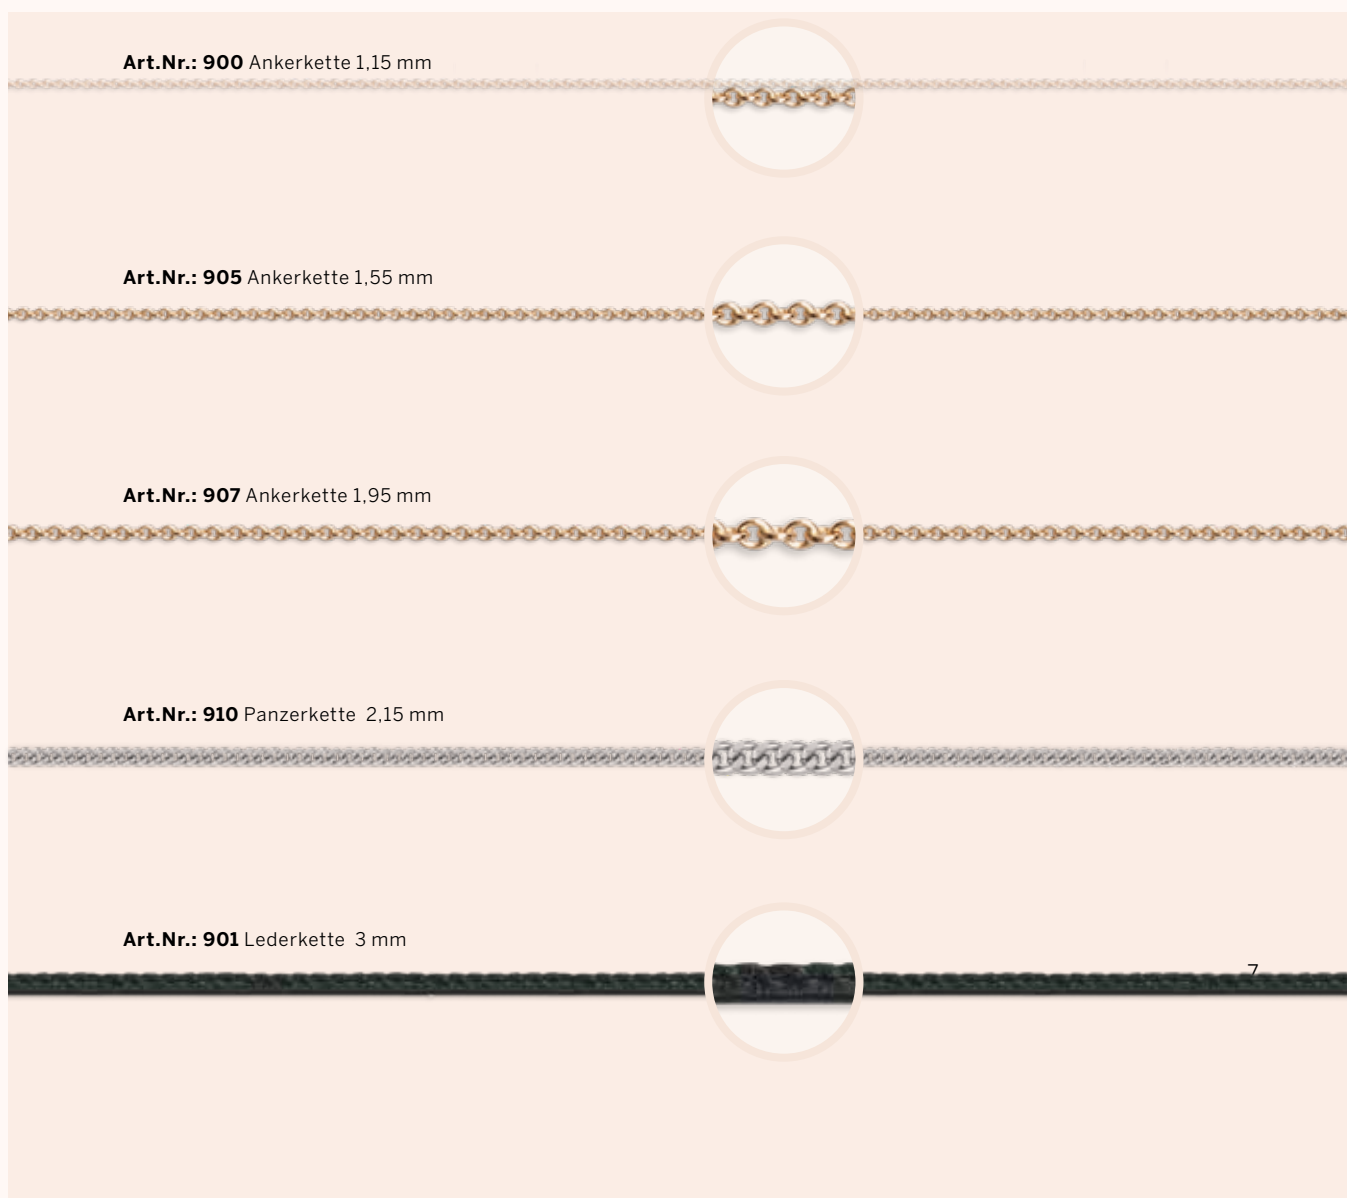 Art.Nr.: 900 Ankerkette 1,15 mm
Art.Nr.: 905 Ankerkette 1,55 mm
Art.Nr.: 907 Ankerkette 1,95 mm
Art.Nr.: 910 Panzerkette  2,15 mm
Art.Nr.: 901 Lederkette  3 mm
7